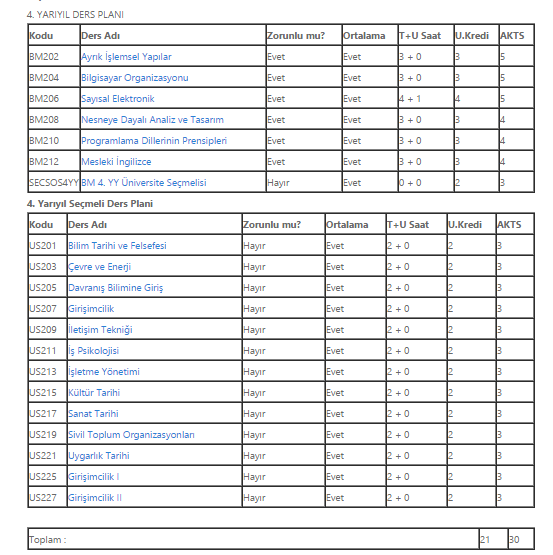 4. YARIYIL DERS PLANI
Kodu Ders Adı Zorunlu mu? Ortalama T+U Saat U.Kredi AKTS
BM202 Ayrık İşlemsel Yapılar Evet Evet 3 + 0 3 5
BM204 Bilgisayar Organizasyonu Evet Evet 3 + 0 3 5
BM206 Sayısal Elektronik Evet Evet 4 + 1 4 5
BM208 Nesneye Dayalı Analiz ve Tasarım Evet Evet 3 + 0 3 4
BM210 Programlama Dillerinin Prensipleri Evet Evet 3 + 0 3 4
BM212 Mesleki İngilizce Evet Evet 3 + 0 3 4
SECSOS4YY BM 4. YY Üniversite Seçmelisi Hayır Evet 0 + 0 2 3
4. Yarıyıl Seçmeli Ders Plani
Kodu Ders Adı Zorunlu mu? Ortalama T+U Saat U.Kredi AKTS
US201 Bilim Tarihi ve Felsefesi Hayır Evet 2 + 0 2 3
US203 Çevre ve Enerji Hayır Evet 2 + 0 2 3
US205 Davranış Bilimine Giriş Hayır Evet 2 + 0 2 3
US207 Girişimcilik Hayır Evet 2 + 0 2 3
US209 İletişim Tekniği Hayır Evet 2 + 0 2 3
US211 İş Psikolojisi Hayır Evet 2 + 0 2 3
US213 İşletme Yönetimi Hayır Evet 2 + 0 2 3
US215 Kültür Tarihi Hayır Evet 2 + 0 2 3
US217 Sanat Tarihi Hayır Evet 2 + 0 2 3
US219 Sivil Toplum Organizasyonları Hayır Evet 2 + 0 2 3
US221 Uygarlık Tarihi Hayır Evet 2 + 0 2 3
US225 Girişimcilik I Hayır Evet 2 + 0 2 3
US227 Girişimcilik II Hayır Evet 2 + 0 2 3
Toplam : 21 30